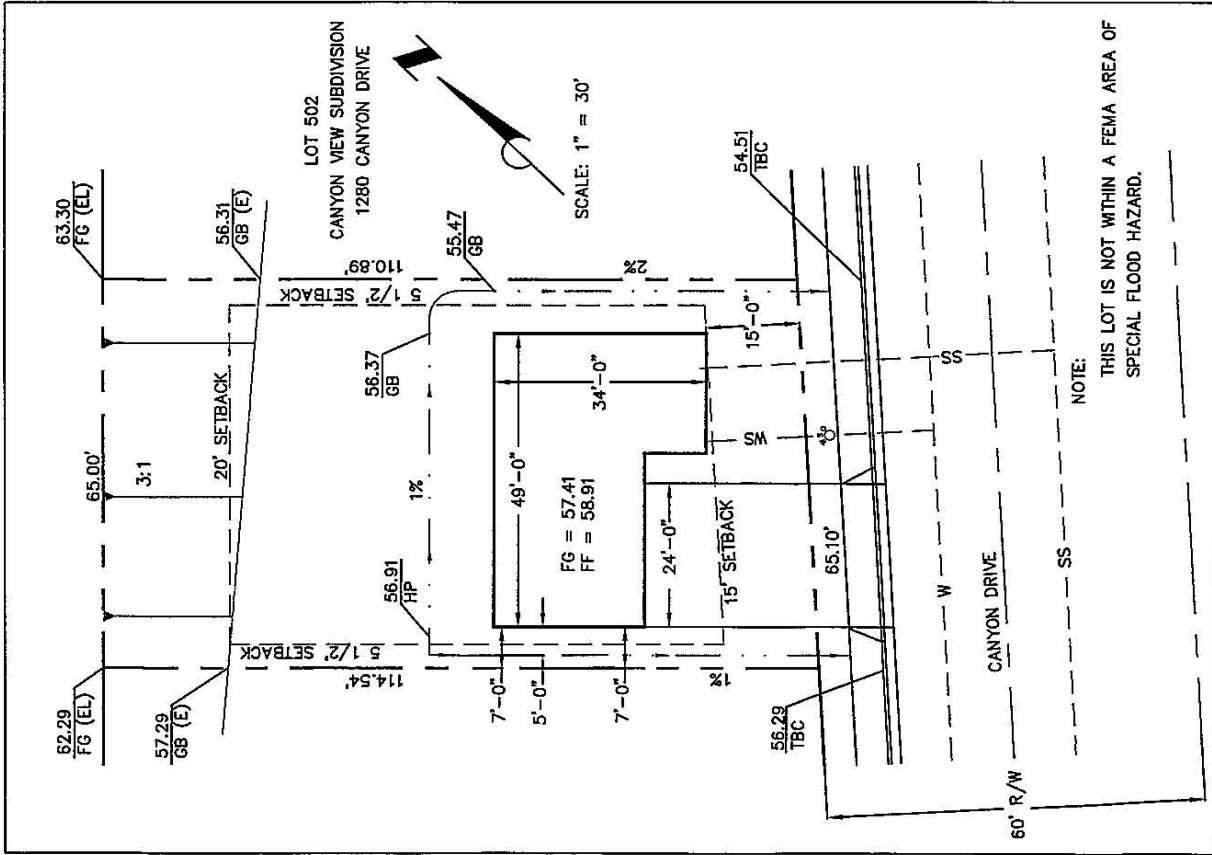 LOT 502
CANYON VIEW SUBDIVISION
1280 CANYON DRIVE
SCALE: 1" = 30'
63.30
FG (EL)
62.29
FG (EL)
65.00'
3:1
20' SETBACK
56.31
GB (E)
57.29
GB (E)
110.89'
5 1/2' SETBACK
2%
114.54'
5 1/2' SETBACK
1%
55.47
GB
56.37
GB
1%
56.91
HP
49'-0"
34'-0"
FG = 57.41
FF = 58.91
7'-0"
5'-0"
7'-0"
24'-0"
15'-0"
15' SETBACK
65.10'
WS
SS
54.51
TBC
56.29
TBC
W
CANYON DRIVE
SS
60' R/W
NOTE:
THIS LOT IS NOT WITHIN A FEMA AREA OF
SPECIAL FLOOD HAZARD.